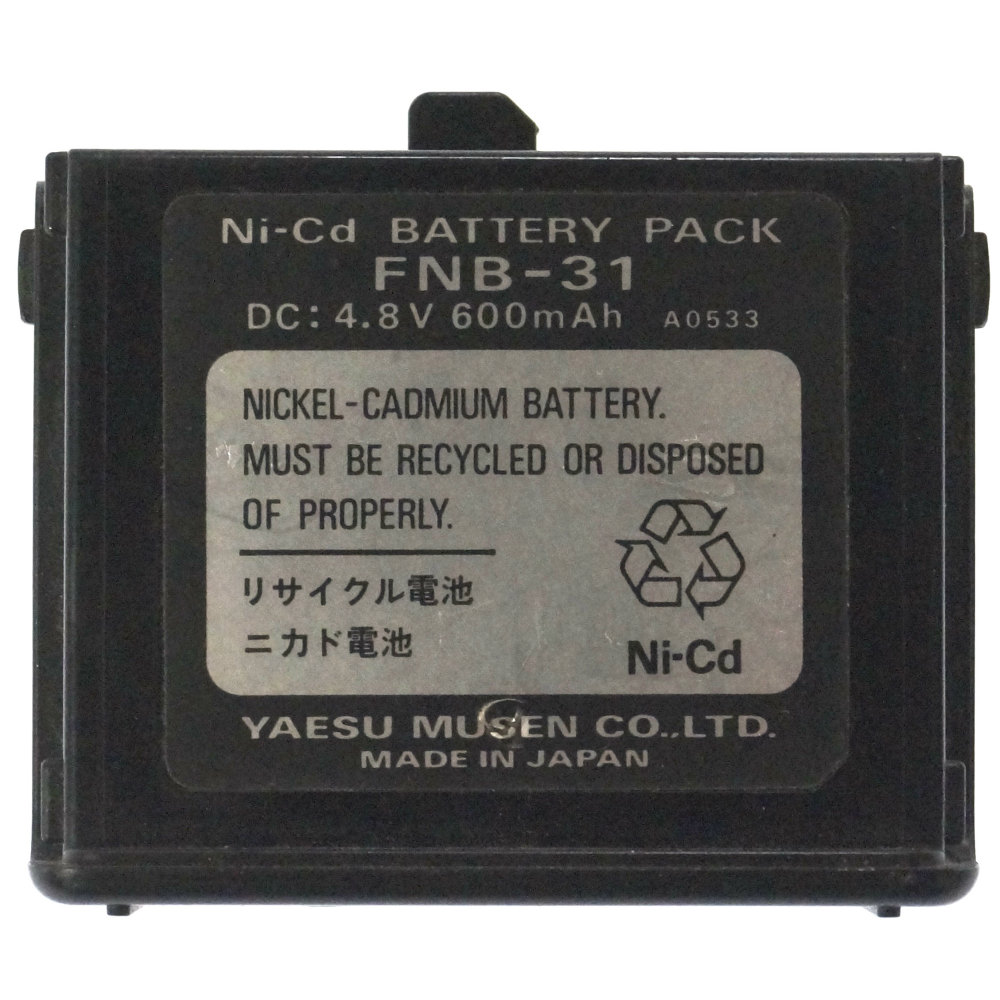 Ni-Cd BATTERY PACK
FNB-31
DC: 4.8V 600mAh A0533
NICKEL-CADMIUM BATTERY.
MUST BE RECYCLED OR DISPOSED
OF PROPERLY.
リサイクル電池
ニカド電池
Ni-Cd
YAESU MUSEN CO.,LTD.
MADE IN JAPAN